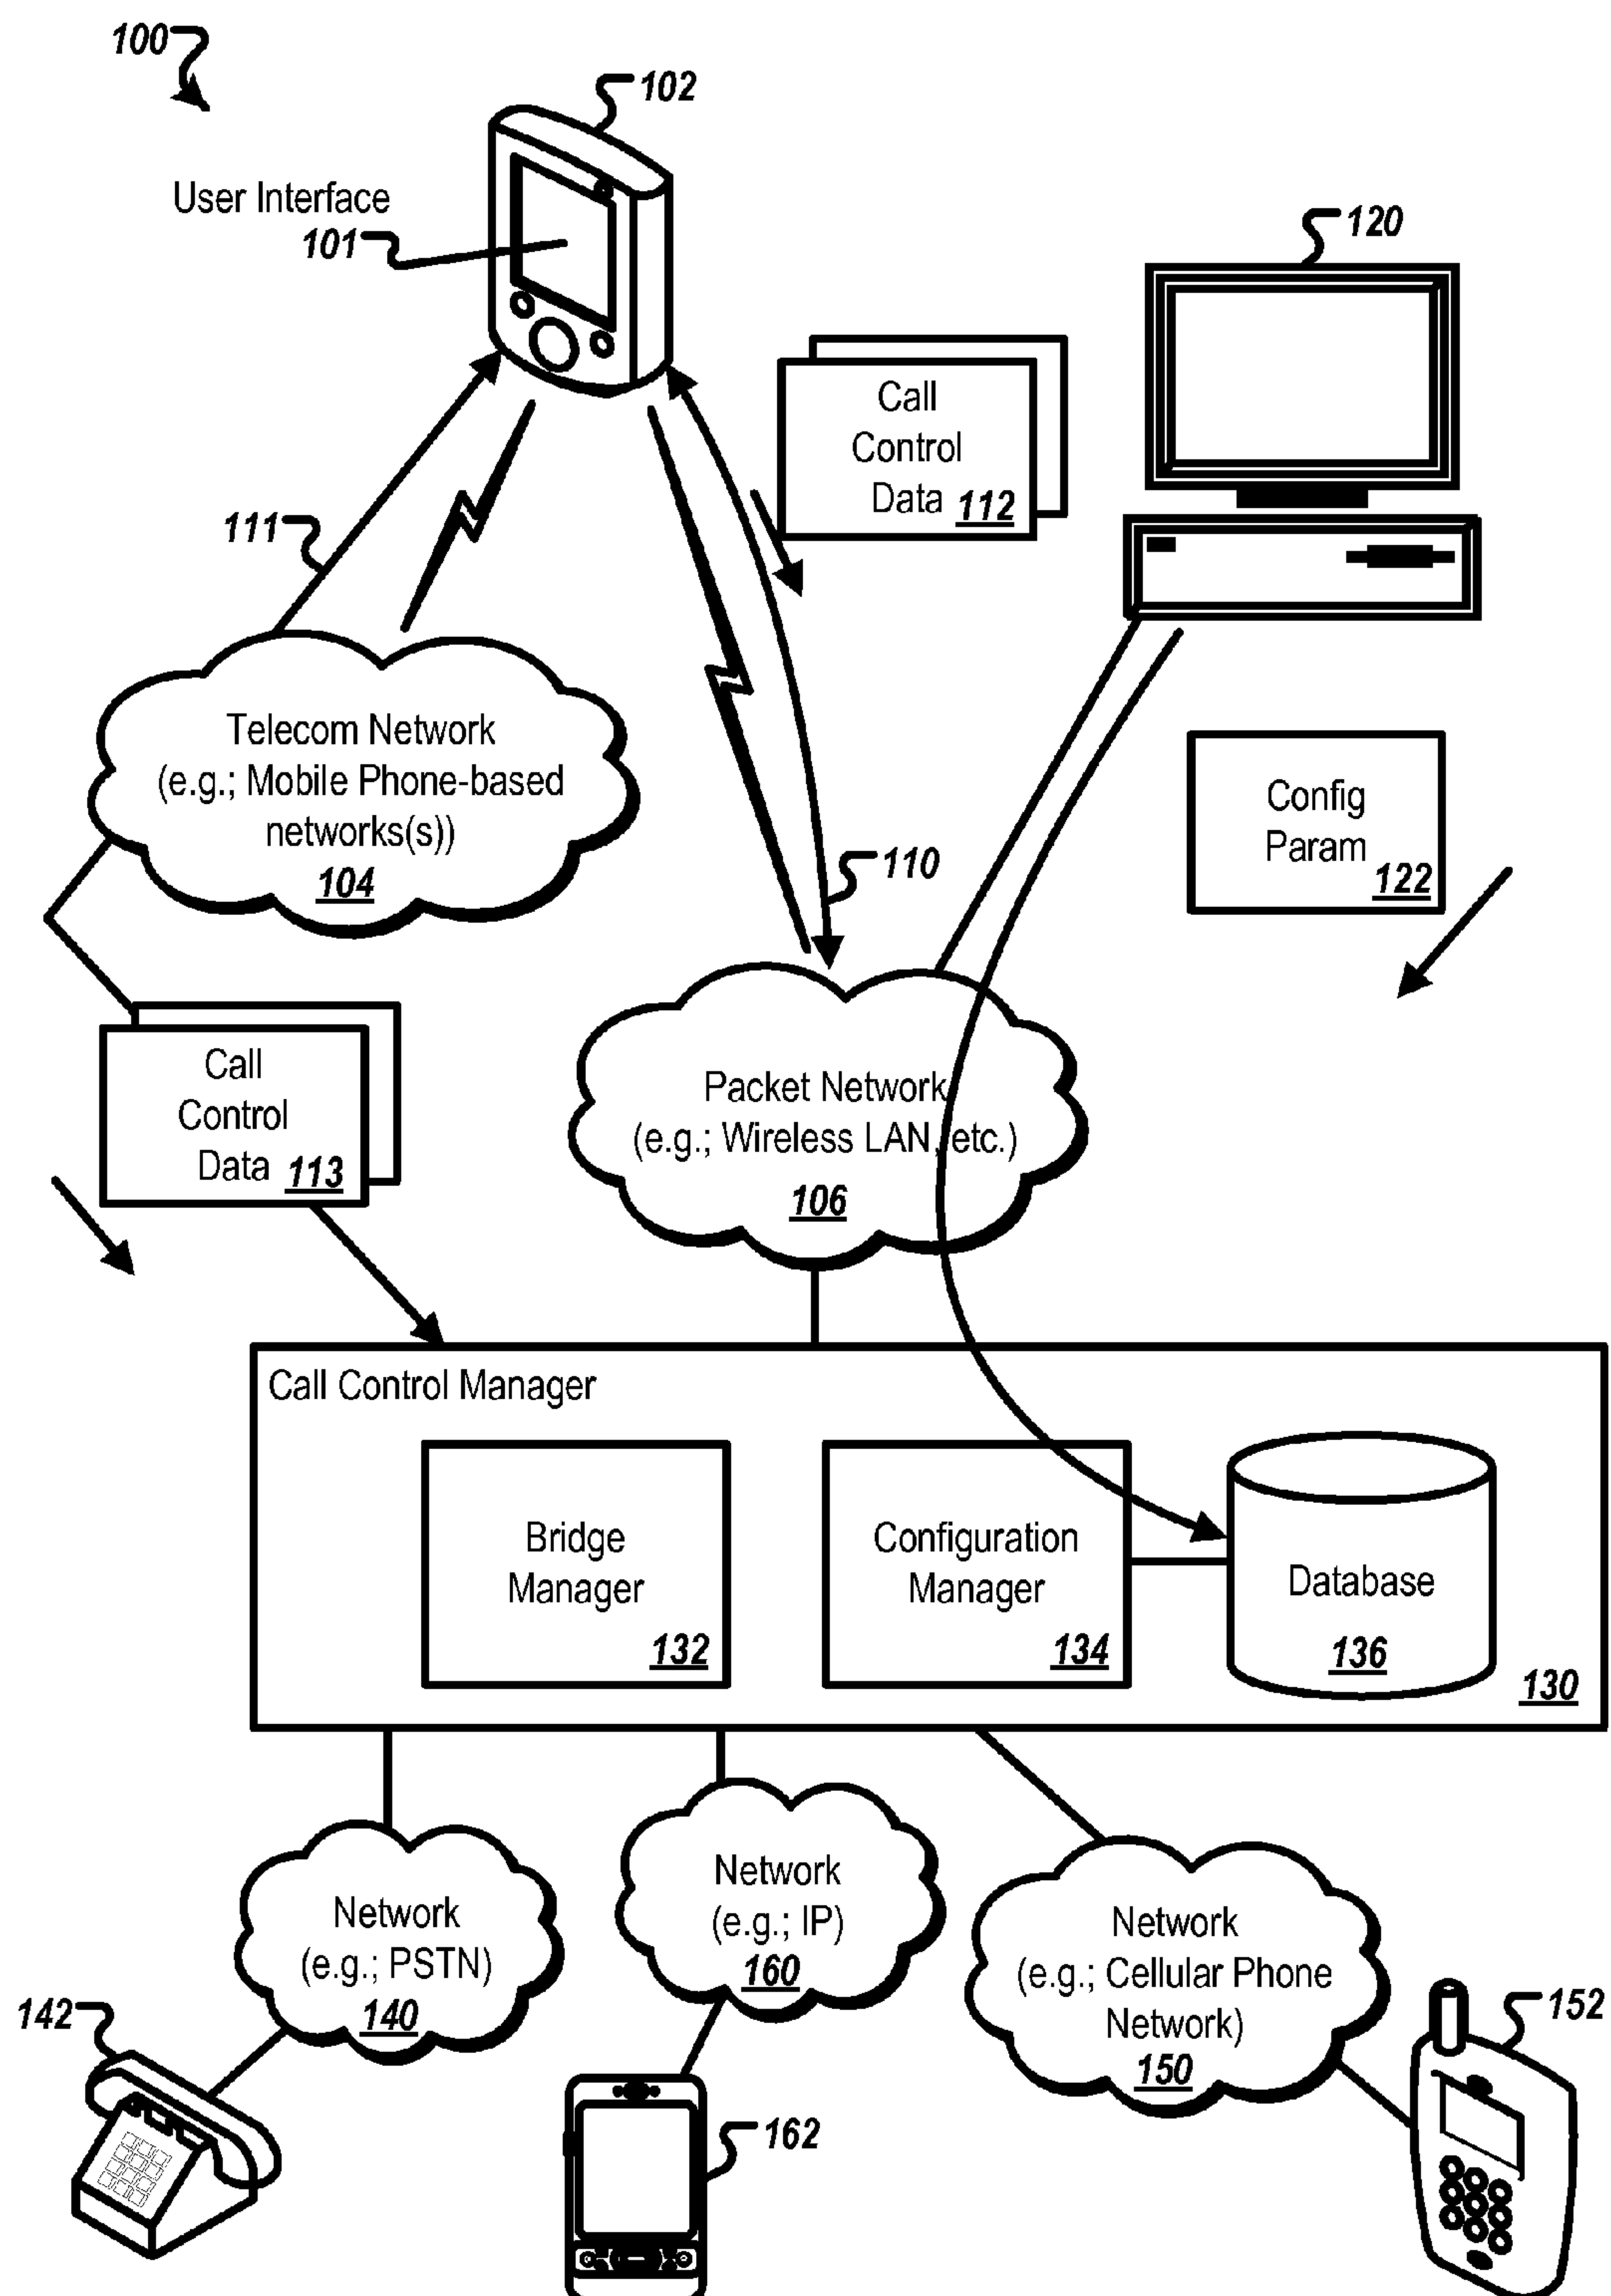 100
102
User Interface
101
120
Call
Control
Data 112
111
Telecom Network
(e.g.; Mobile Phone-based
networks(s))
104
Config
Param
122
110
Call
Control
Data 113
Packet Network
(e.g.; Wireless LAN, etc.)
106
Call Control Manager
Bridge
Manager
132
Configuration
Manager
134
Database
136
130
Network
(e.g.; PSTN)
140
Network
(e.g.; IP)
160
Network
(e.g.; Cellular Phone
Network)
150
142
152
162